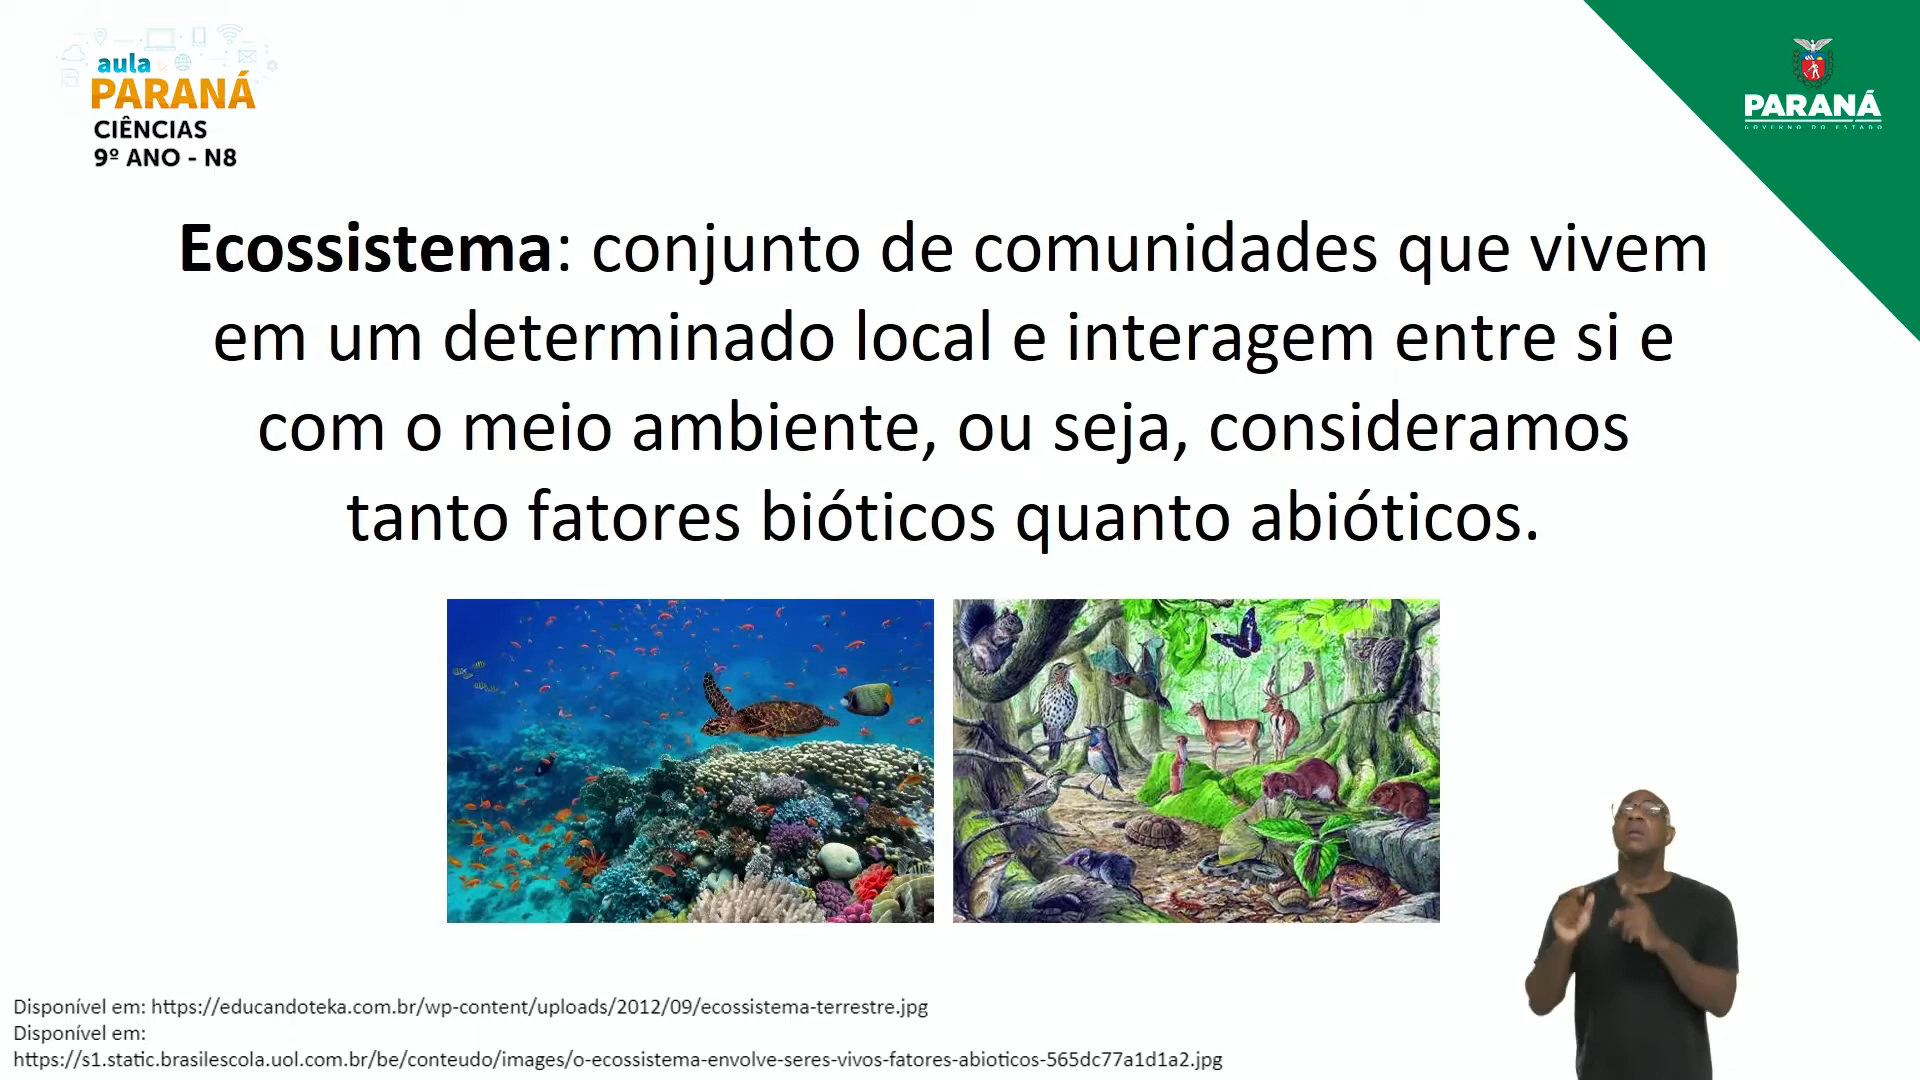 aula
PARANÁ
CIÊNCIAS
9º ANO - N8
PARANÁ
GOVERNO DO ESTADO
Ecossistema: conjunto de comunidades que vivem
em um determinado local e interagem entre si e
com o meio ambiente, ou seja, consideramos
tanto fatores bióticos quanto abióticos.
Disponível em: https://educandoteka.com.br/wp-content/uploads/2012/09/ecossistema-terrestre.jpg
Disponível em:
https://s1.static.brasilescola.uol.com.br/be/conteudo/images/o-ecossistema-envolve-seres-vivos-fatores-abioticos-565dc77a1d1a2.jpg